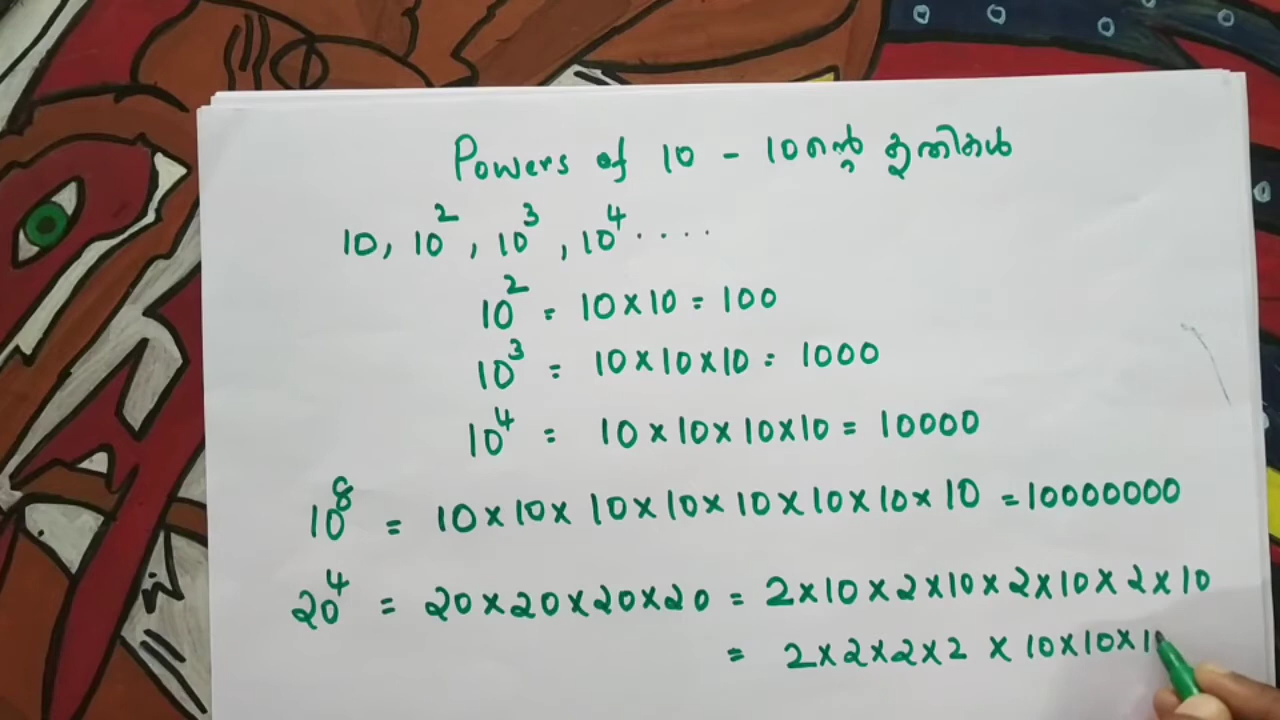 Powers of 10 - 10ന്റെ കൃതികൾ
10, 10², 10³, 10⁴ ....
10² = 10×10 = 100
10³ = 10×10×10 = 1000
10⁴ = 10×10×10×10 = 10000
10⁸ = 10×10×10×10×10×10×10×10 = 10000000
20⁴ = 20×20×20×20 = 2×10×2×10×2×10×2×10
= 2×2×2×2 × 10×10×1